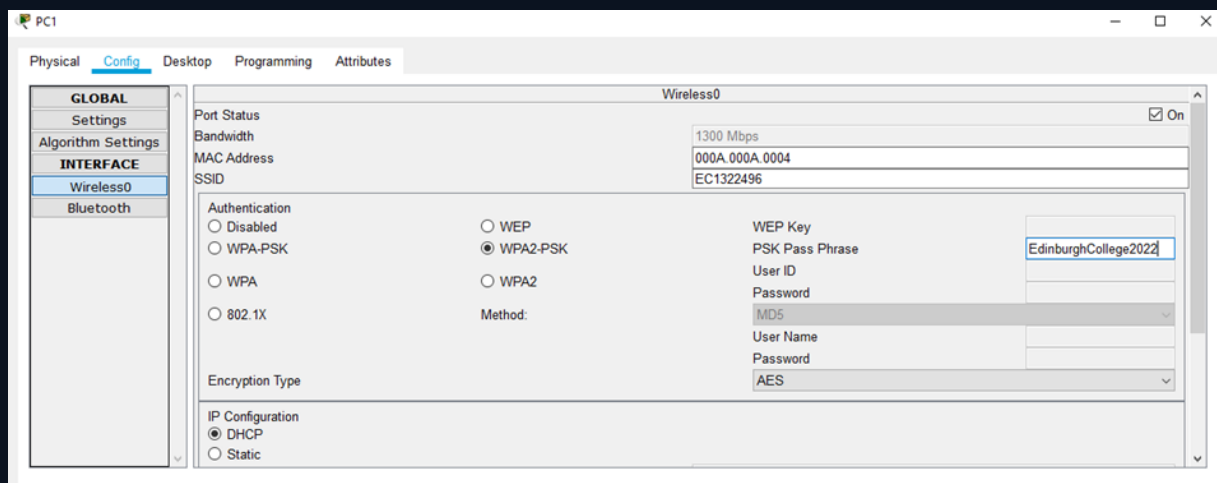 PC1
Physical Config Desktop Programming Attributes
GLOBAL
Settings
Algorithm Settings
INTERFACE
Wireless0
Bluetooth
Wireless0
Port Status On
Bandwidth 1300 Mbps
MAC Address 000A.000A.0004
SSID EC1322496
Authentication
Disabled WEP WEP Key
WPA-PSK WPA2-PSK PSK Pass Phrase EdinburghCollege2022
User ID
WPA WPA2
Password
802.1X Method: MD5
User Name
Password
Encryption Type AES
IP Configuration
DHCP
Static